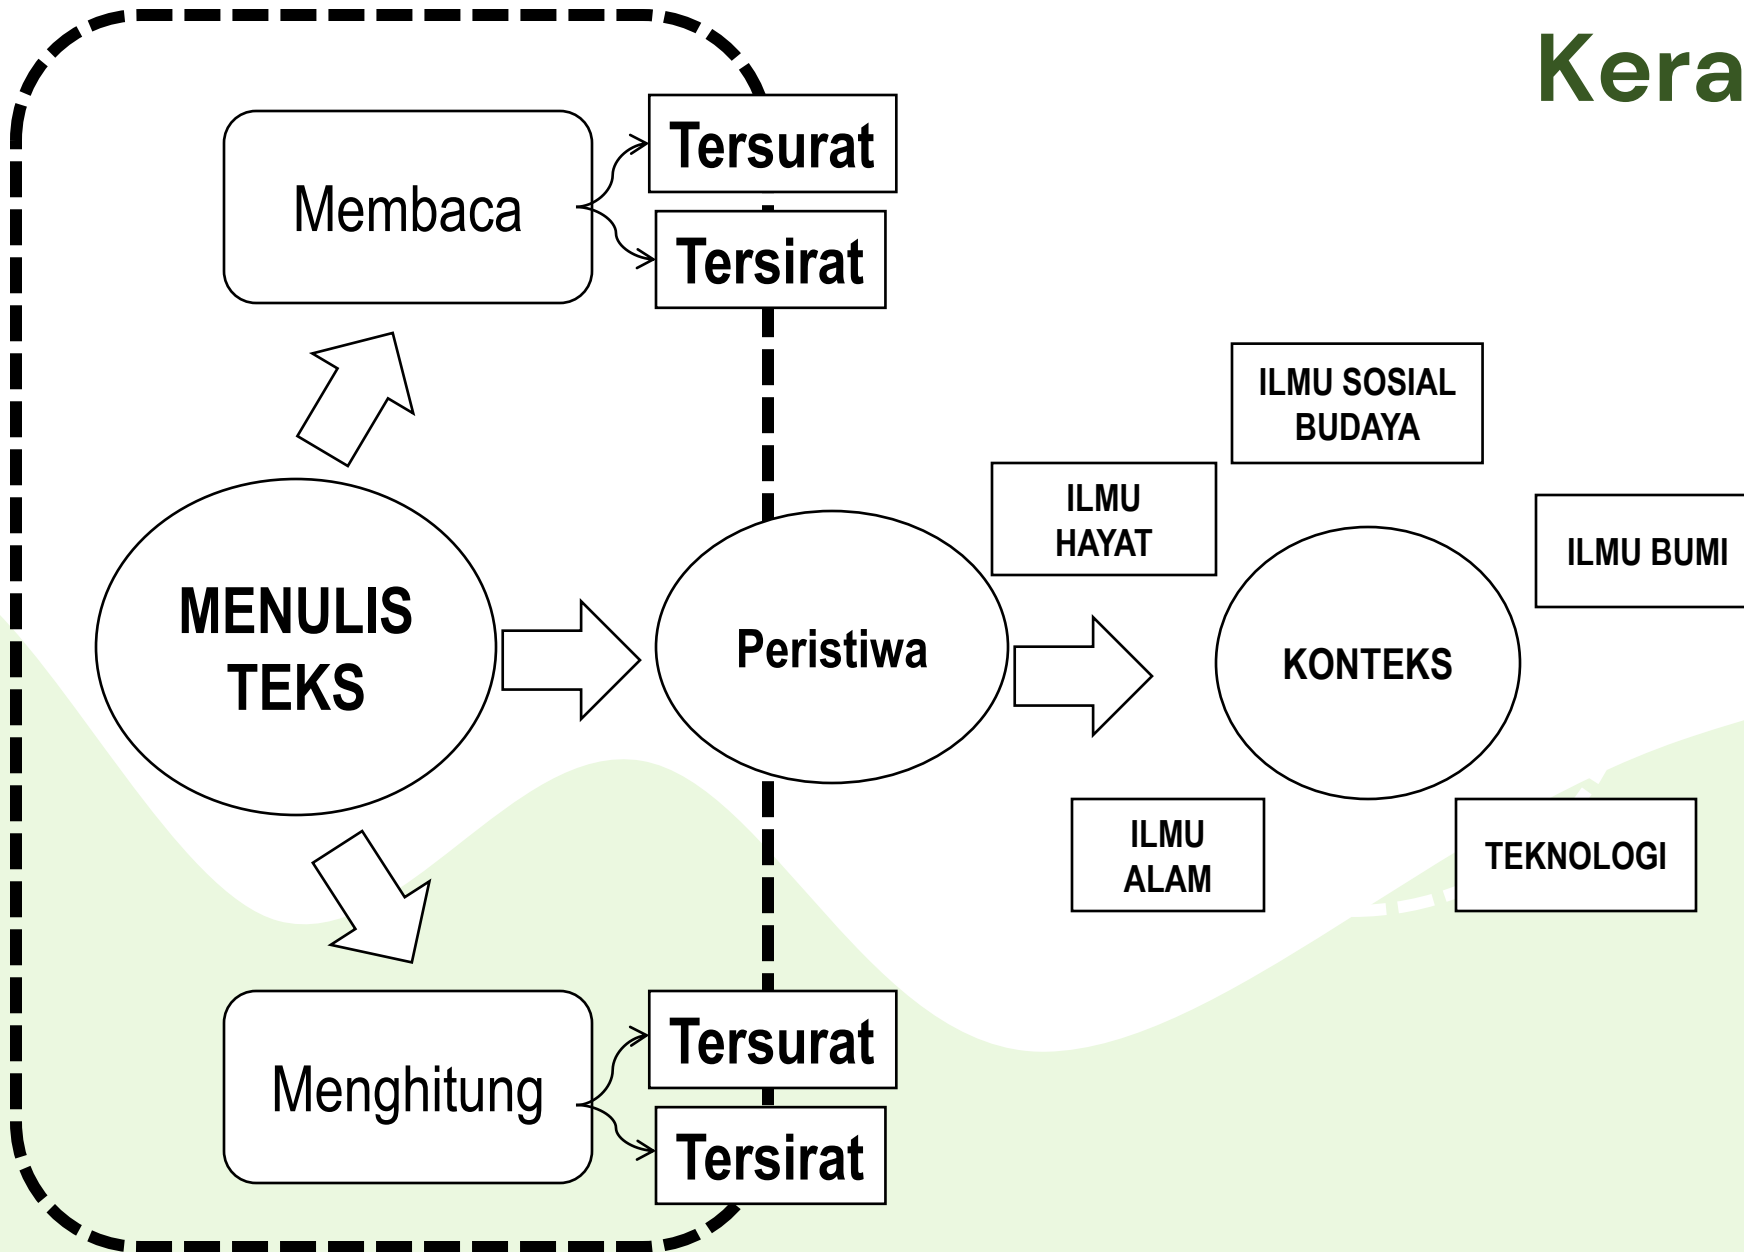 Kera
Membaca
Tersurat
Tersirat
MENULIS
TEKS
Peristiwa
ILMU SOSIAL
BUDAYA
ILMU
HAYAT
ILMU BUMI
KONTEKS
ILMU
ALAM
TEKNOLOGI
Menghitung
Tersurat
Tersirat